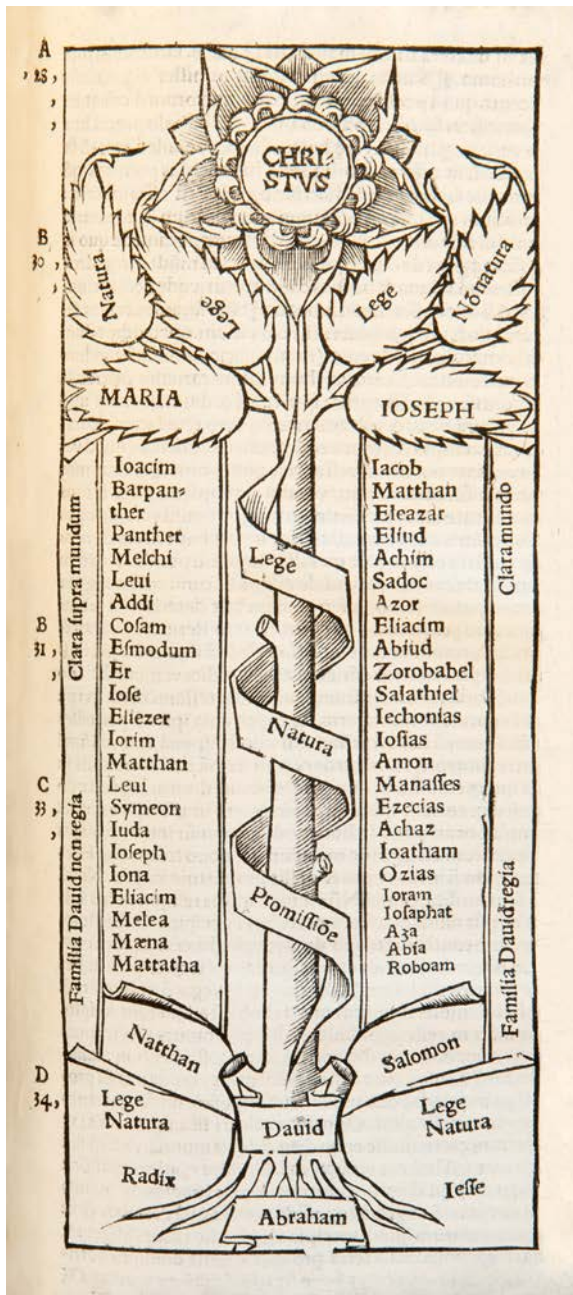 A
28,
,
,
CHRI-
STVS
B
30,
,
Natura
Lege
Lege
Nõnatura
MARIA
IOSEPH
Clara supra mundum
Familia Dauid non regia
Ioacim
Barpan=
ther
Panther
Melchi
Leui
Addi
Cosam
Esmodum
Er
Iose
Eliezer
Iorim
Matthan
Leui
Symeon
Iuda
Ioseph
Iona
Eliacim
Melea
Mæna
Mattatha
B
31,
,
C
33,
,
Lege
Natura
Promissiõe
Iacob
Matthan
Eleazar
Eliud
Achim
Sadoc
Azor
Eliacim
Abiud
Zorobabel
Salathiel
Iechonias
Iosias
Amon
Manasses
Ezecias
Achaz
Ioatham
Ozias
Ioram
Iosaphat
Aʒa
Abia
Roboam
Clara mundo
Familia Dauid regia
Natthan
Salomon
D
34,
Lege
Natura
Dauid
Lege
Natura
Radix
Iesse
Abraham